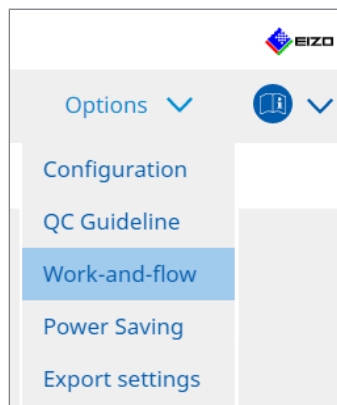 EIZO
Options
Configuration
QC Guideline
Work-and-flow
Power Saving
Export settings